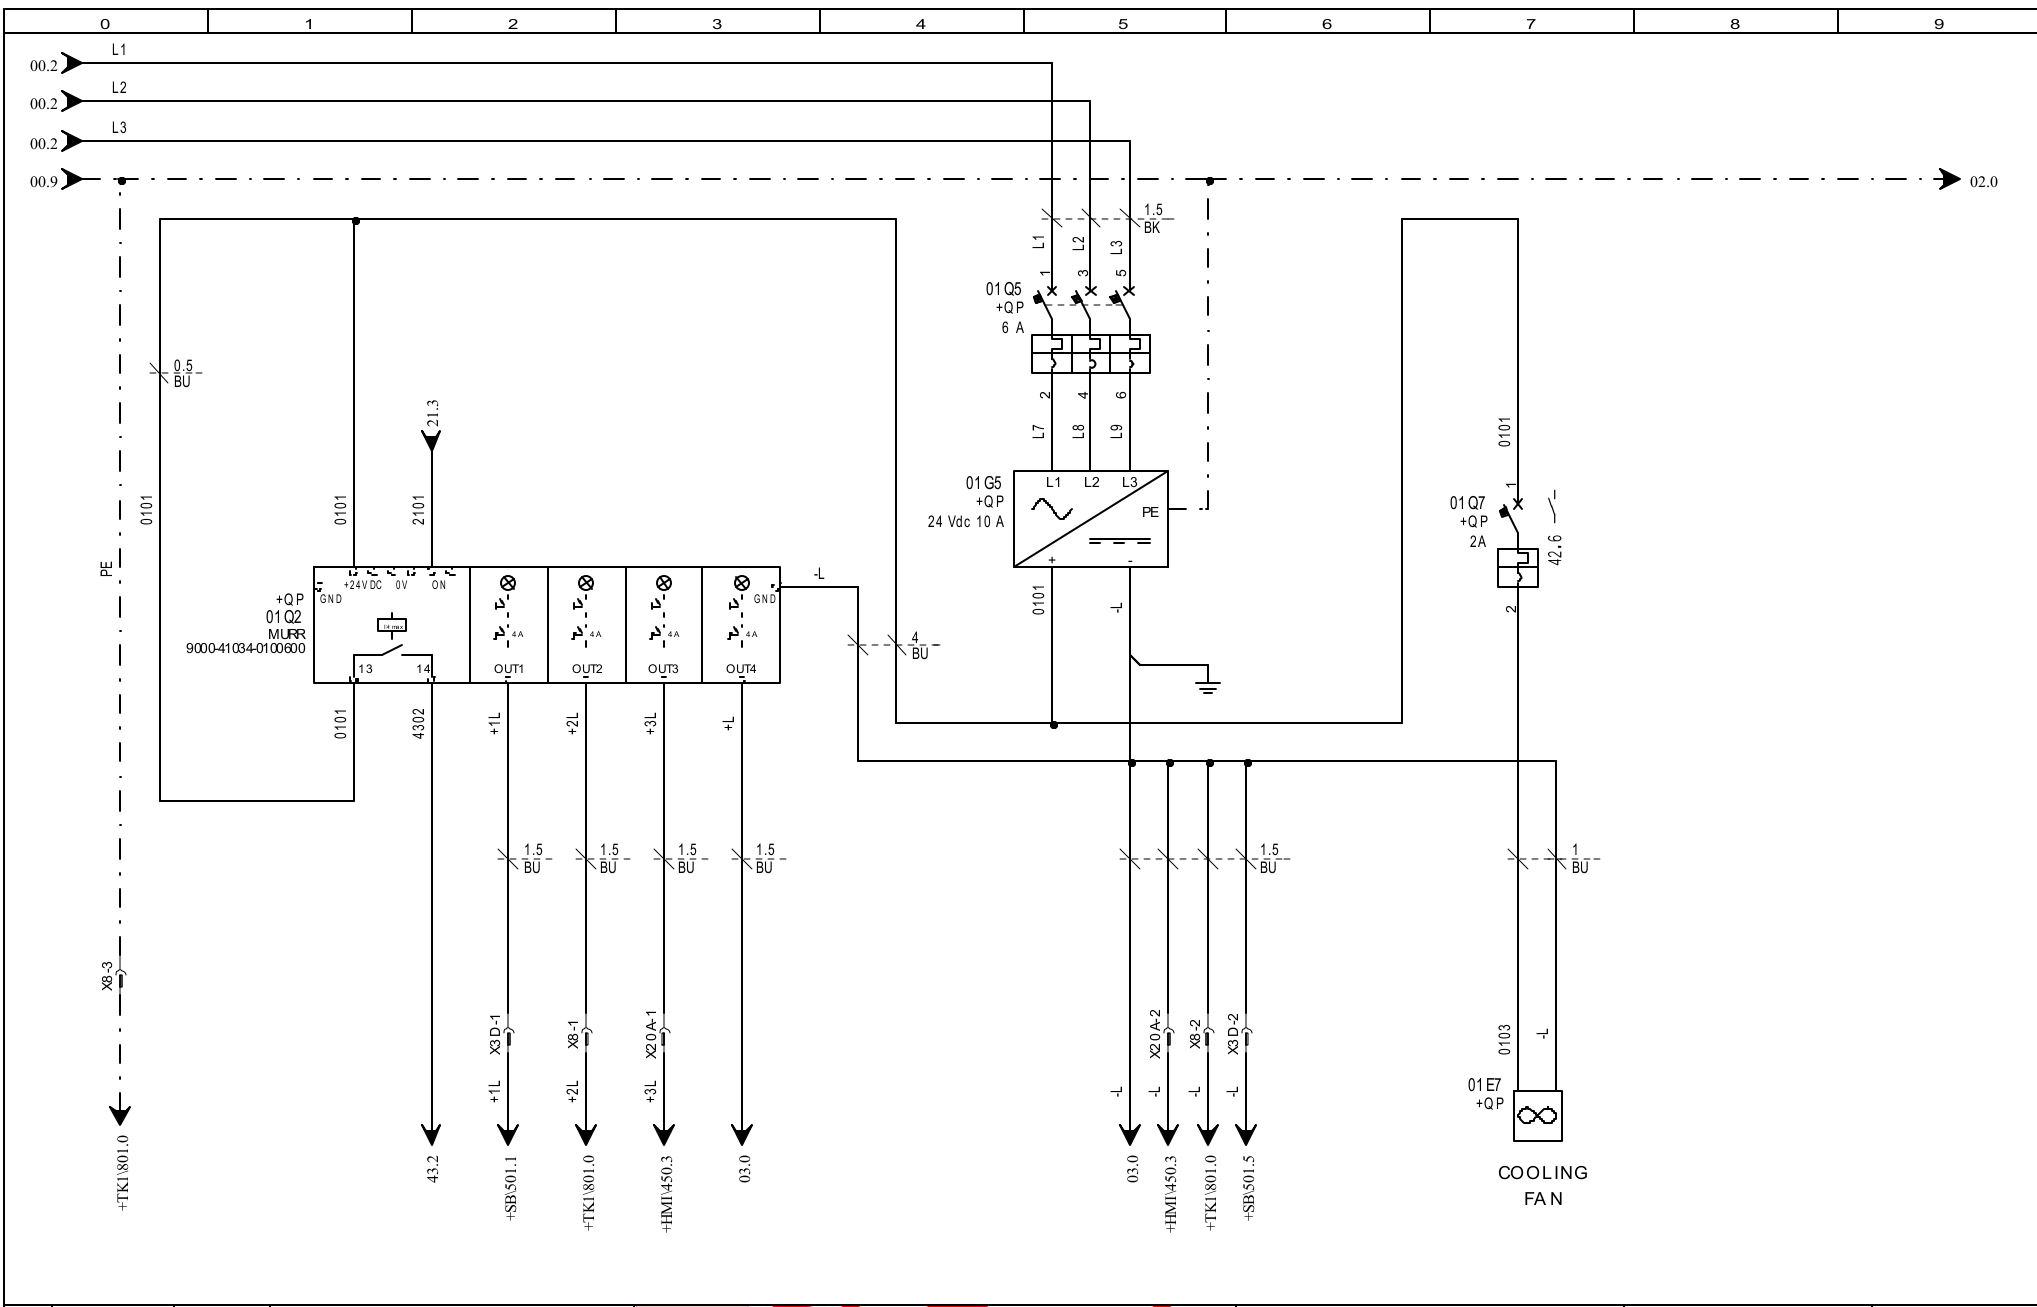 0 1 2 3 4 5 6 7 8 9
L1
00.2
L2
00.2
L3
00.2
00.9
02.0
1.5
BK
L1 L2 L3
1 3 5
01Q5
+QP
6 A
2 4 6
L7 L8 L9
0.5
BU
21.3
0101
0101
2101
0101
PE
01G5
+QP
24 Vdc 10 A
L1 L2 L3
PE
+ -
1
01Q7
+QP
2A
42.6
2
+QP
01Q2
MURR
9000-41034-0100600
GND
+24VDC 0V ON
13 14
4A 4A 4A 4A
OUT1 OUT2 OUT3 OUT4
GND
-L
4
BU
0101
-L
0101
4302
+1L
+2L
+3L
+L
1.5
BU
1.5
BU
1.5
BU
1.5
BU
1.5
BU
1
BU
X8-3
X3D-1
X8-1
X20A-1
X20A-2
X8-2
X3D-2
0103
-L
+1L
+2L
+3L
-L
-L
-L
-L
01E7
+QP
+TK1\801.0
43.2
+SB\501.1
+TK1\801.0
+HMI\450.3
03.0
03.0
+HMI\450.3
+TK1\801.0
+SB\501.5
COOLING
FAN